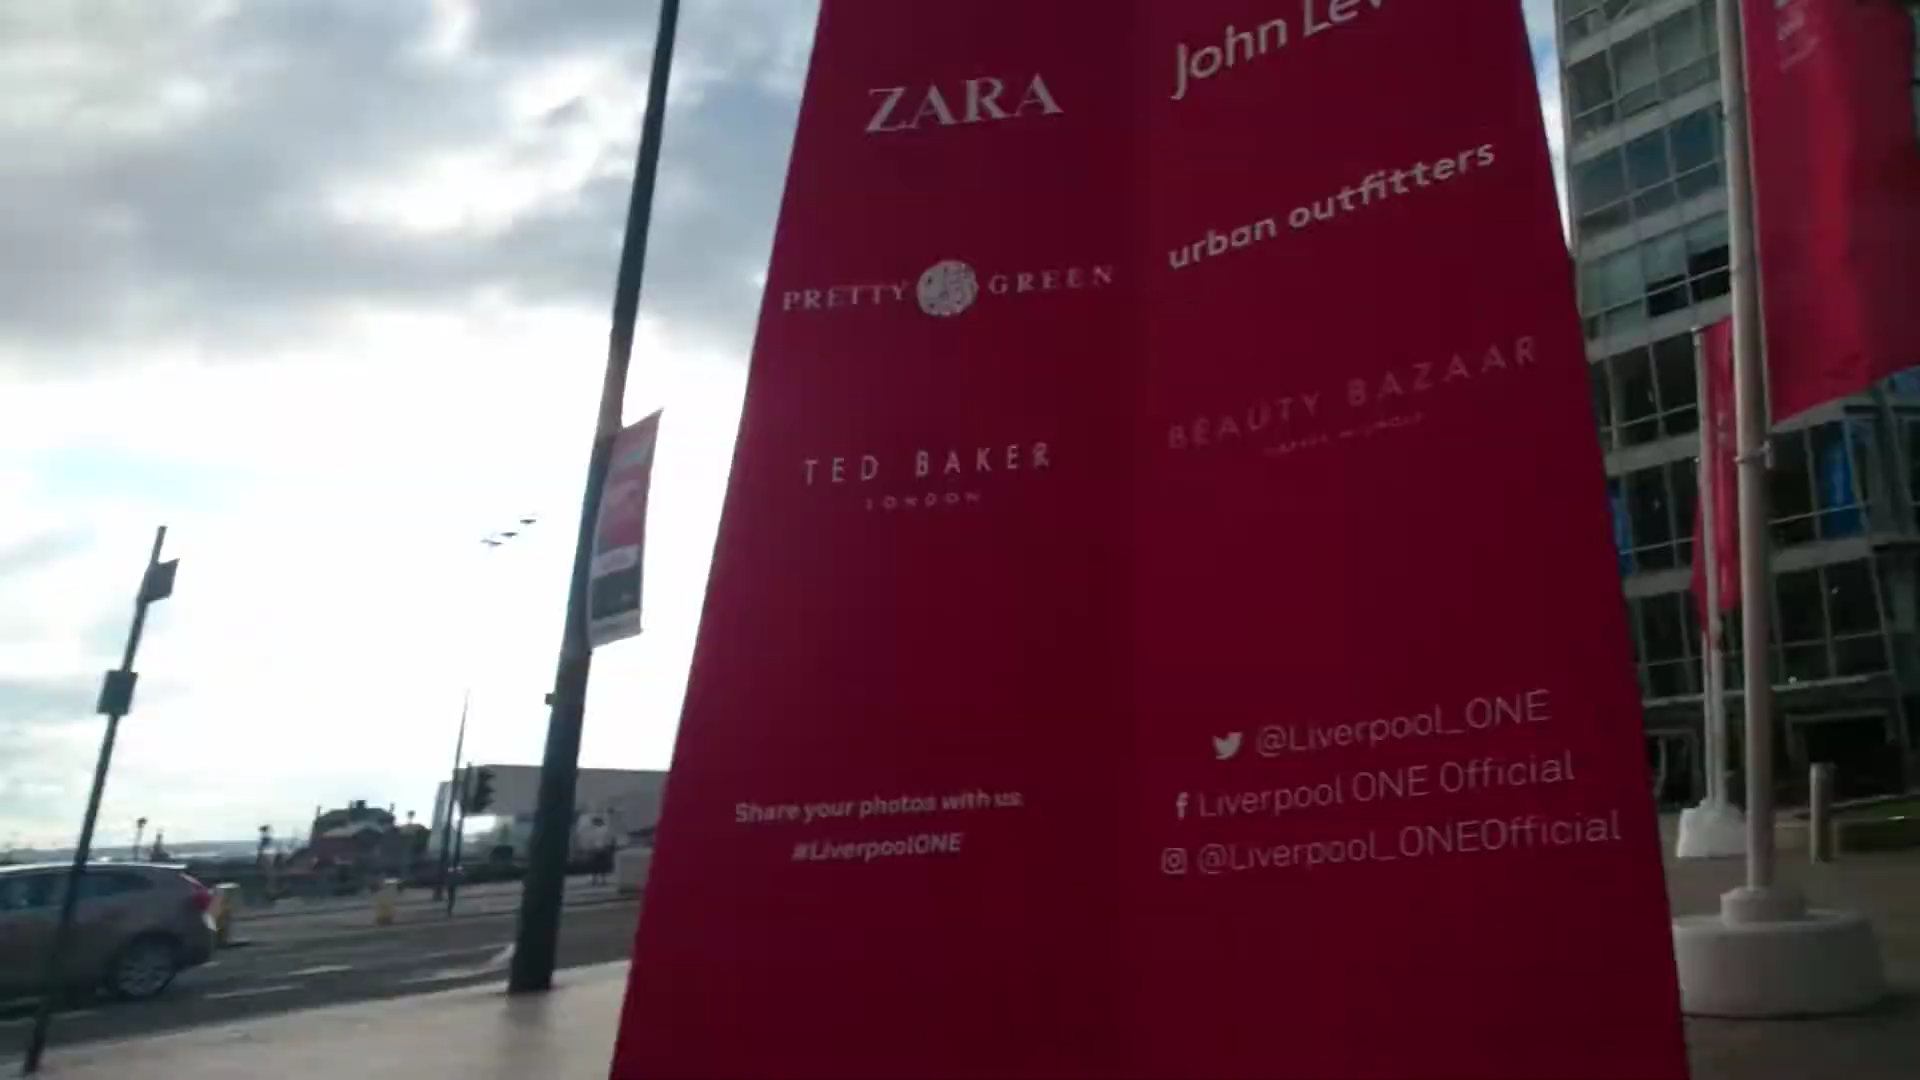 ZARA
PRETTY GREEN
TED BAKER
LONDON
Share your photos with us:
#LiverpoolONE
John Lew
urban outfitters
BEAUTY BAZAAR
@Liverpool_ONE
Liverpool ONE Official
@Liverpool_ONEOfficial